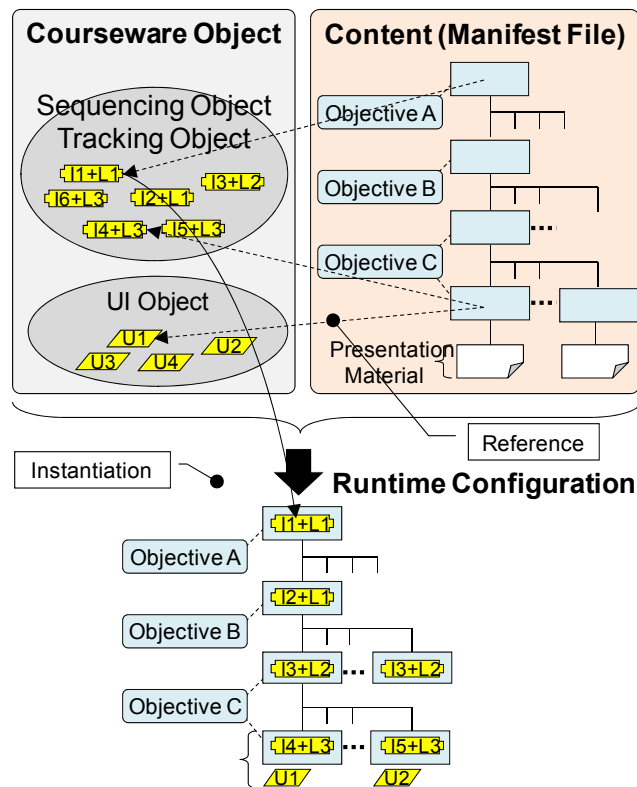 Courseware Object
Sequencing Object
Tracking Object
I1+L1
I3+L2
I6+L3
I2+L1
I4+L3
I5+L3
UI Object
U1
U2
U3
U4
Content (Manifest File)
Objective A
Objective B
Objective C
Presentation
Material
Reference
Instantiation
Runtime Configuration
I1+L1
Objective A
I2+L1
Objective B
I3+L2
I3+L2
Objective C
I4+L3
I5+L3
U1
U2